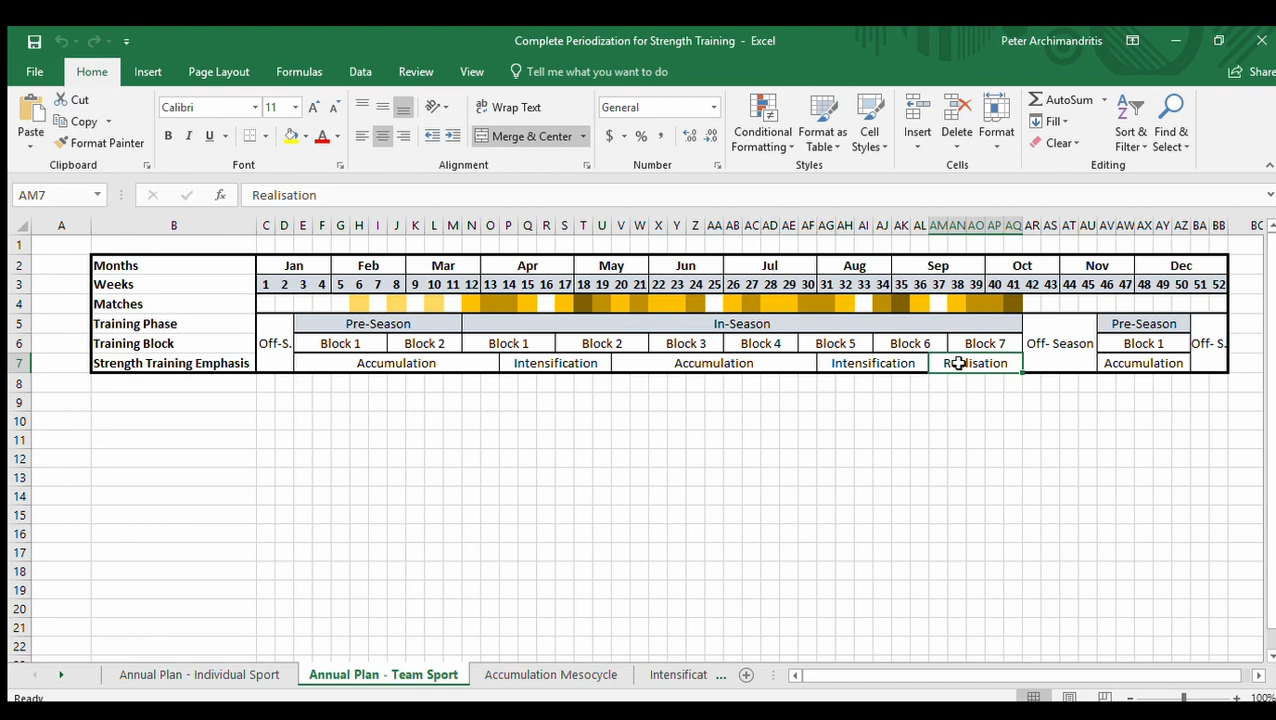 Complete Periodization for Strength Training - Excel
Peter Archimandritis
File Home Insert Page Layout Formulas Data Review View Tell me what you want to do Share
Paste
Cut
Copy
Format Painter
Calibri 11
B I U
Wrap Text
Merge & Center
General
$ %
Conditional Formatting
Format as Table
Cell Styles
Insert Delete Format
AutoSum
Fill
Clear
Sort & Filter
Find & Select
Clipboard Font Alignment Number Styles Cells Editing
AM7 fx Realisation
A B C D E F G H I J K L M N O P Q R S T U V W X Y Z AA AB AC AD AE AF AG AH AI AJ AK AL AM AN AO AP AQ AR AS AT AU AV AW AX AY AZ BA BB BC
1
2 Months Jan Feb Mar Apr May Jun Jul Aug Sep Oct Nov Dec
3 Weeks 1 2 3 4 5 6 7 8 9 10 11 12 13 14 15 16 17 18 19 20 21 22 23 24 25 26 27 28 29 30 31 32 33 34 35 36 37 38 39 40 41 42 43 44 45 46 47 48 49 50 51 52
4 Matches
5 Training Phase Pre-Season In-Season Pre-Season
6 Training Block Off-S. Block 1 Block 2 Block 1 Block 2 Block 3 Block 4 Block 5 Block 6 Block 7 Off- Season Block 1 Off- S.
7 Strength Training Emphasis Accumulation Intensification Accumulation Intensification Realisation Accumulation
8
9
10
11
12
13
14
15
16
17
18
19
20
21
22
Annual Plan - Individual Sport Annual Plan - Team Sport Accumulation Mesocycle Intensificat ...
Ready 100%